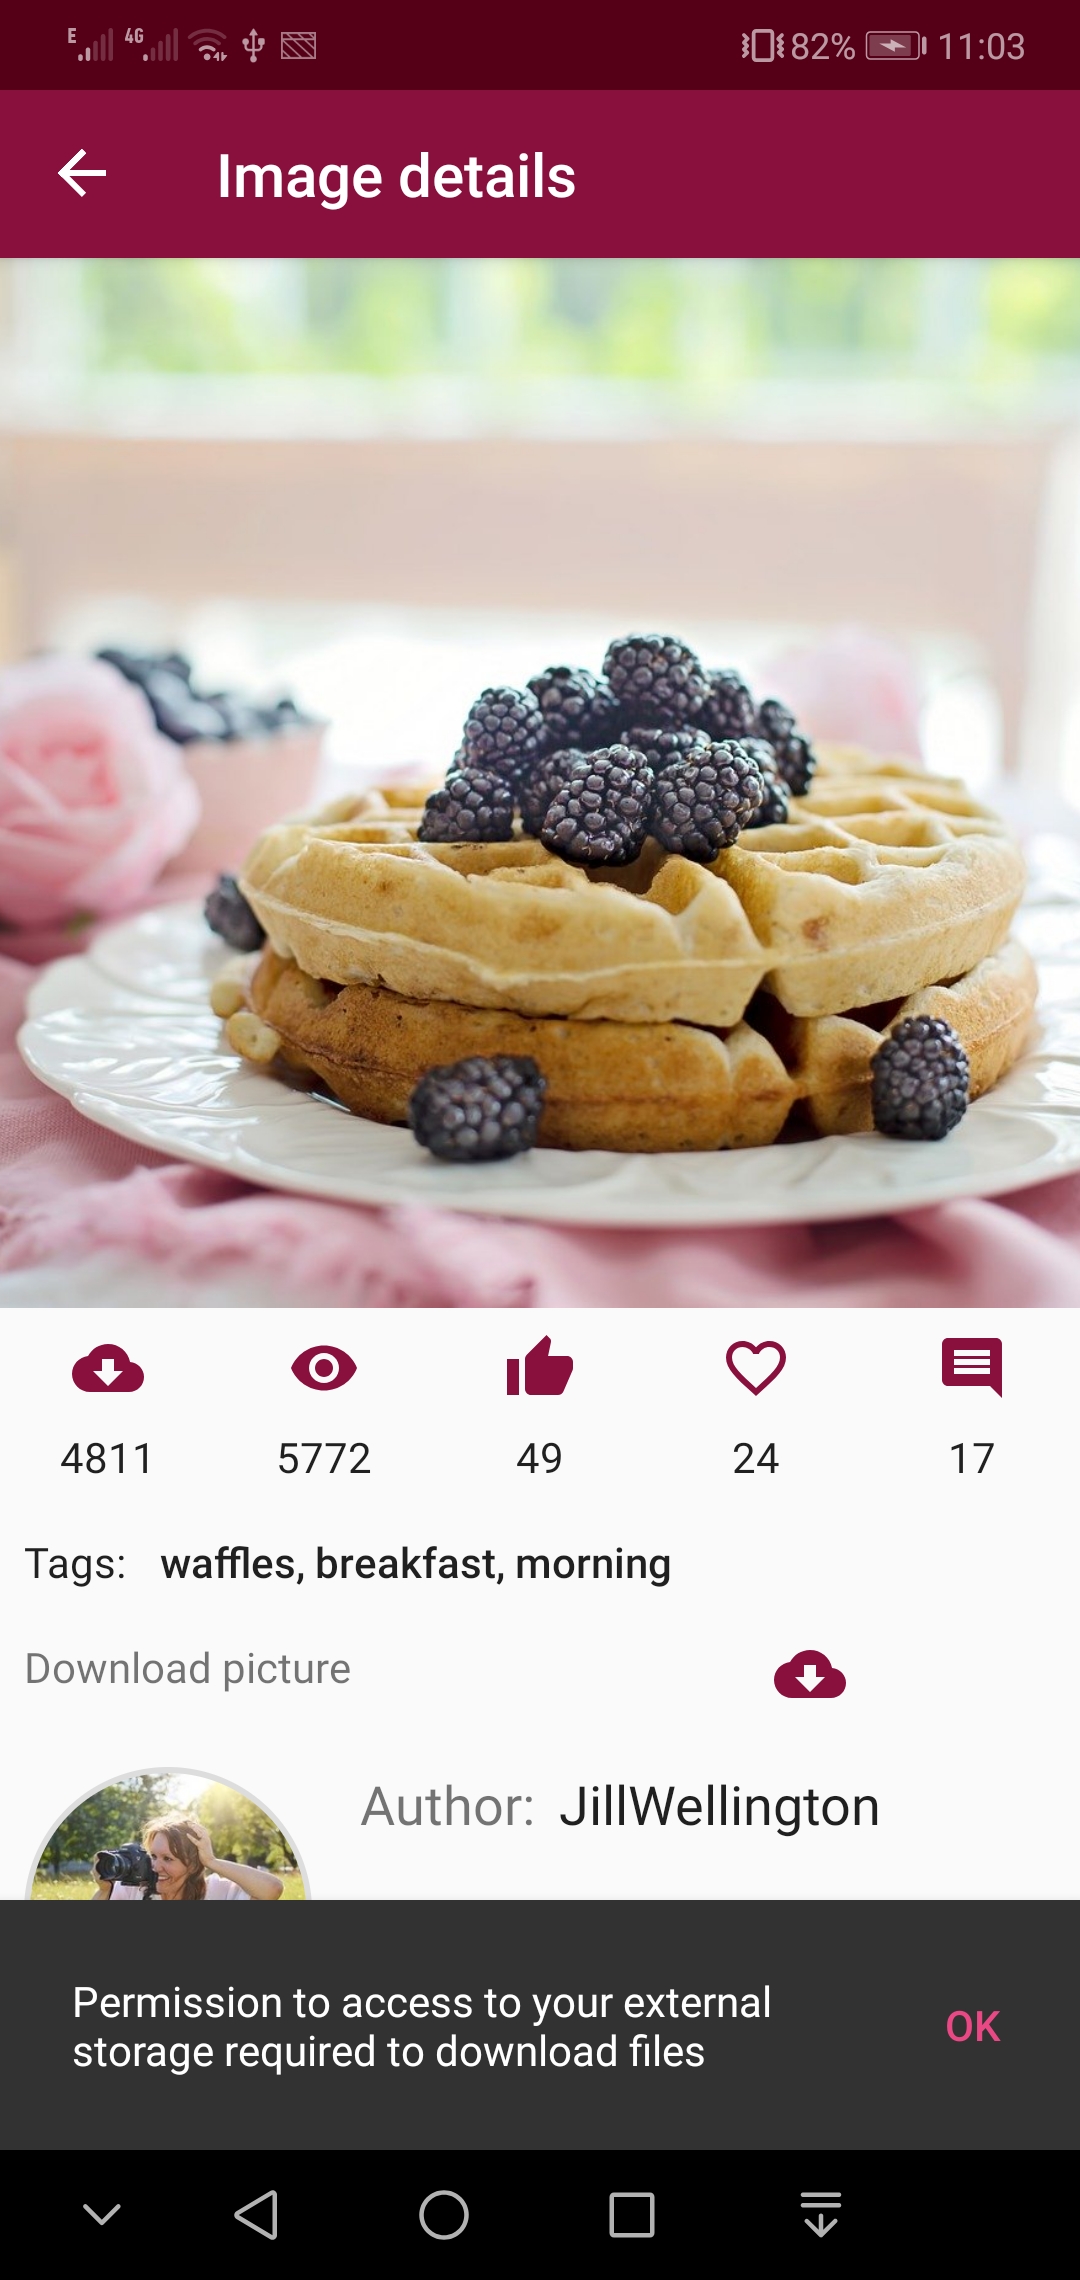 E 4G 82% 11:03
Image details
4811 5772 49 24 17
Tags: waffles, breakfast, morning
Download picture
Author: JillWellington
Permission to access to your external
storage required to download files
OK